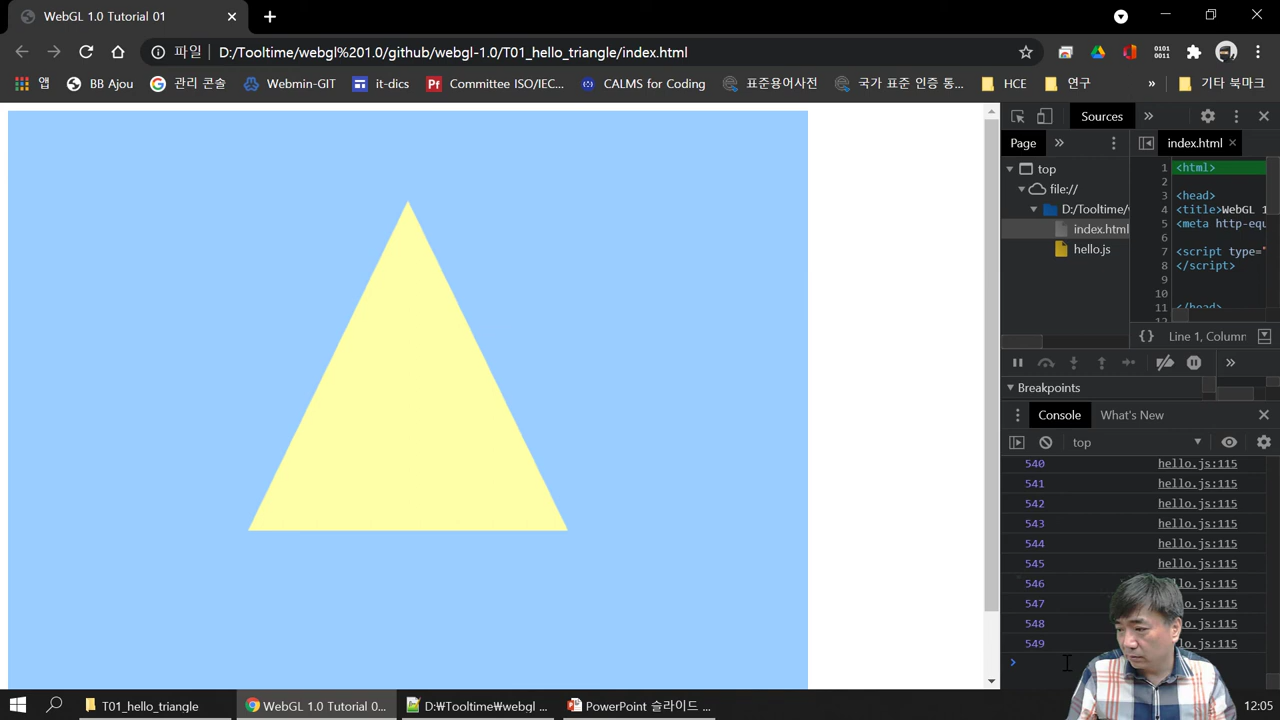 WebGL 1.0 Tutorial 01
파일 D:/Tooltime/webgl%201.0/github/webgl-1.0/T01_hello_triangle/index.html
앱 BB Ajou 관리 콘솔 Webmin-GIT it-dics Committee ISO/IEC... CALMS for Coding 표준용어사전 국가 표준 인증 통... HCE 연구 » 기타 북마크
Sources »
Page » index.html
top
file://
D:/Tooltime/
index.html
hello.js
1 <html>
2
3 <head>
4 <title>WebGL 1
5 <meta http-equ
6
7 <script type="
8 </script>
9
10
11 </head>
{} Line 1, Column
Breakpoints
Console What's New
top
540 hello.js:115
541 hello.js:115
542 hello.js:115
543 hello.js:115
544 hello.js:115
545 hello.js:115
546 hello.js:115
547 lo.js:115
548 o.js:115
549 .js:115
T01_hello_triangle WebGL 1.0 Tutorial 0... D:₩Tooltime₩webgl ... PowerPoint 슬라이드 ... 12:05